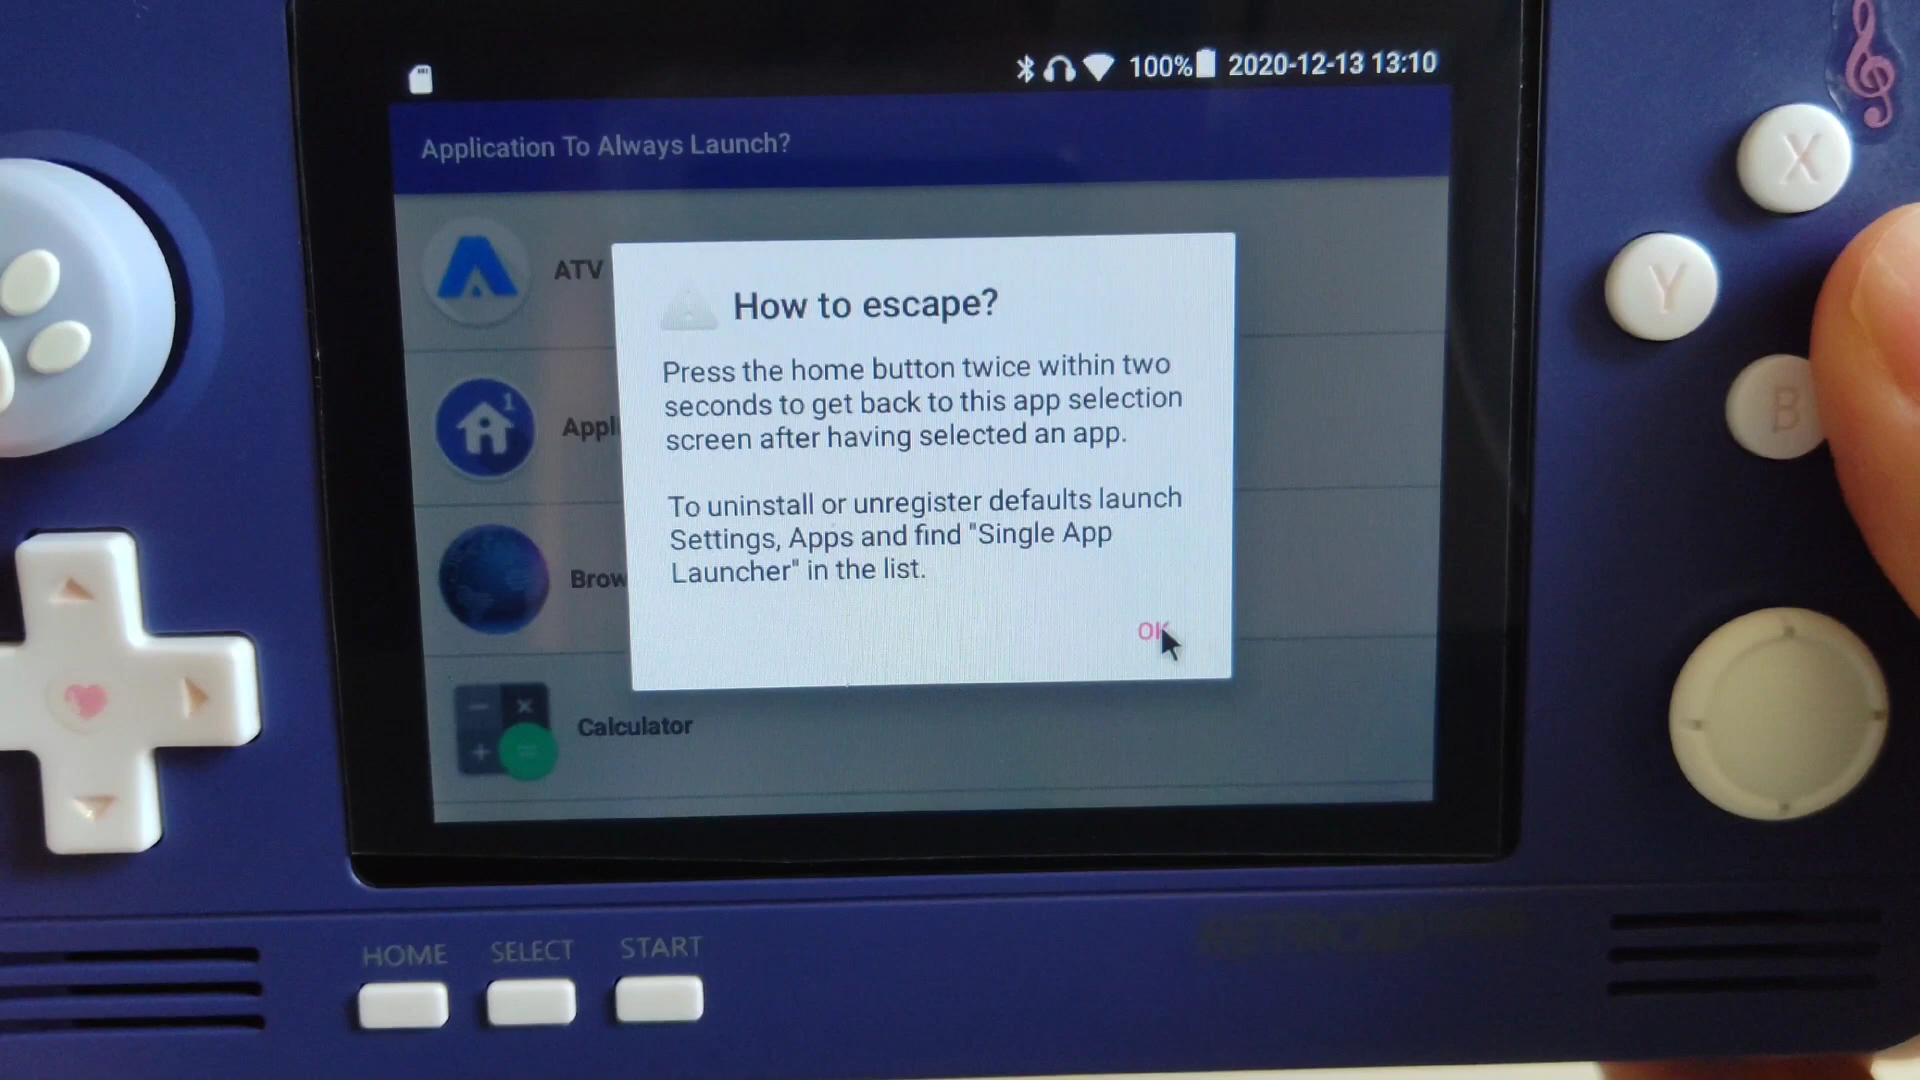 100% 2020-12-13 13:10
Application To Always Launch?
ATV
Appl
Brow
Calculator
How to escape?
Press the home button twice within two
seconds to get back to this app selection
screen after having selected an app.
To uninstall or unregister defaults launch
Settings, Apps and find "Single App
Launcher" in the list.
OK
X
Y
B
HOME SELECT START